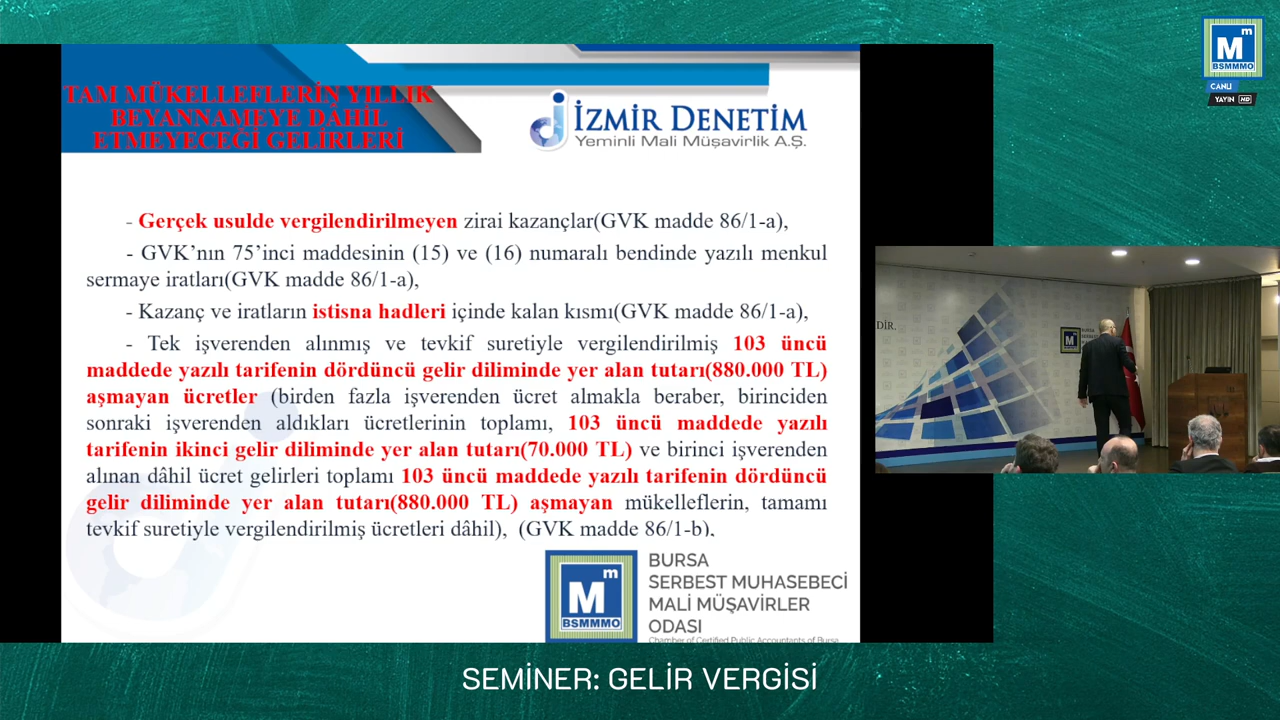 M
m
BSMMMO
CANLI
YAYIN HD
TAM MÜKELLEFLERİN YILLIK
BEYANNAMEYE DÂHİL
ETMEYECEĞİ GELİRLERİ
İZMİR DENETİM
Yeminli Mali Müşavirlik A.Ş.
- Gerçek usulde vergilendirilmeyen zirai kazançlar(GVK madde 86/1-a),
- GVK’nın 75’inci maddesinin (15) ve (16) numaralı bendinde yazılı menkul
sermaye iratları(GVK madde 86/1-a),
- Kazanç ve iratların istisna hadleri içinde kalan kısmı(GVK madde 86/1-a),
- Tek işverenden alınmış ve tevkif suretiyle vergilendirilmiş 103 üncü
maddede yazılı tarifenin dördüncü gelir diliminde yer alan tutarı(880.000 TL)
aşmayan ücretler (birden fazla işverenden ücret almakla beraber, birinciden
sonraki işverenden aldıkları ücretlerinin toplamı, 103 üncü maddede yazılı
tarifenin ikinci gelir diliminde yer alan tutarı(70.000 TL) ve birinci işverenden
alınan dâhil ücret gelirleri toplamı 103 üncü maddede yazılı tarifenin dördüncü
gelir diliminde yer alan tutarı(880.000 TL) aşmayan mükelleflerin, tamamı
tevkif suretiyle vergilendirilmiş ücretleri dâhil), (GVK madde 86/1-b),
M
m
BSMMMO
BURSA
SERBEST MUHASEBECİ
MALİ MÜŞAVİRLER
ODASI
Chamber of Certified Public Accountants of Bursa
DİR.
M
BURSA
SEMİNER: GELİR VERGİSİ